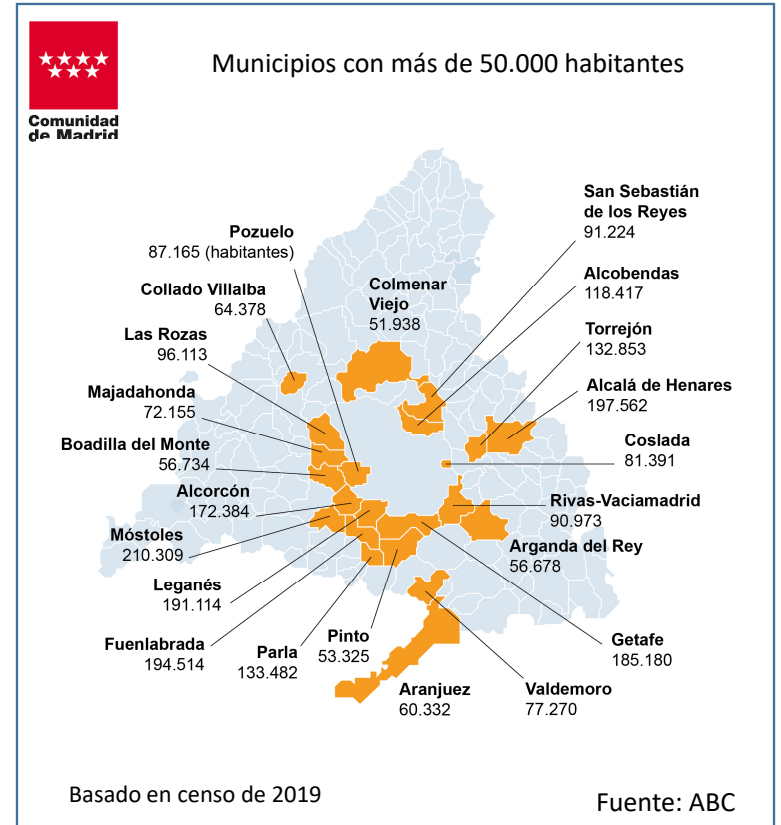 Comunidad
de Madrid
Municipios con más de 50.000 habitantes
San Sebastián
de los Reyes
91.224
Pozuelo
87.165 (habitantes)
Alcobendas
118.417
Colmenar
Viejo
51.938
Collado Villalba
64.378
Torrejón
132.853
Las Rozas
96.113
Alcalá de Henares
197.562
Majadahonda
72.155
Coslada
81.391
Boadilla del Monte
56.734
Alcorcón
172.384
Rivas-Vaciamadrid
90.973
Móstoles
210.309
Arganda del Rey
56.678
Leganés
191.114
Fuenlabrada
194.514
Parla
133.482
Pinto
53.325
Getafe
185.180
Aranjuez
60.332
Valdemoro
77.270
Basado en censo de 2019
Fuente: ABC